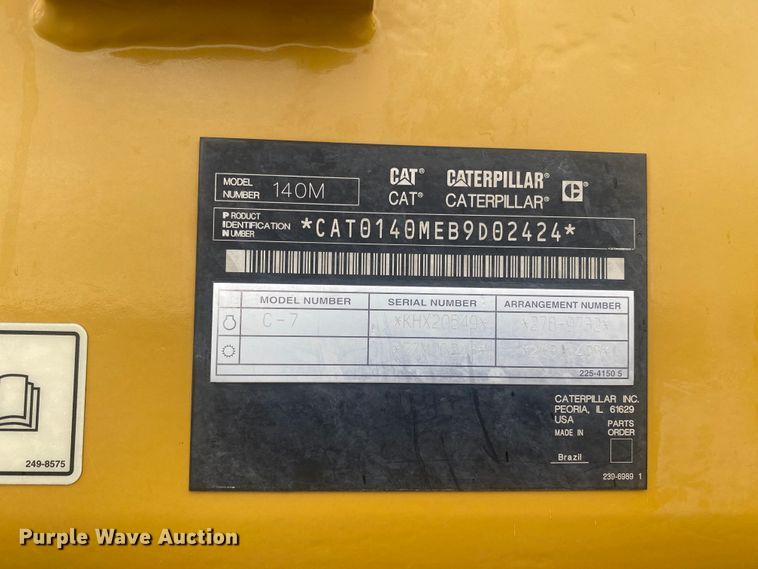 MODEL NUMBER 140M
CAT CATERPILLAR
CAT® CATERPILLAR® C
PRODUCT IDENTIFICATION NUMBER *CAT0140MEB9D02424*
MODEL NUMBER SERIAL NUMBER ARRANGEMENT NUMBER
C-7 *KHX20549*
225-4150 5
CATERPILLAR INC.
PEORIA, IL 61629
USA
MADE IN PARTS ORDER
Brazil
239-6989 1
249-8575
Purple Wave Auction